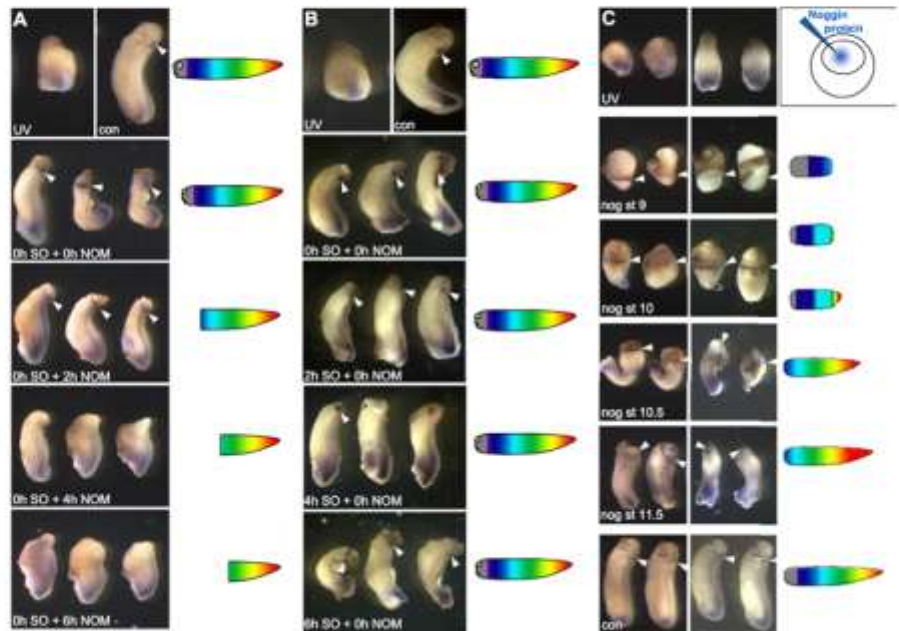 A
UV
con
0h SO + 0h NOM
0h SO + 2h NOM
0h SO + 4h NOM
0h SO + 6h NOM
B
UV
con
0h SO + 0h NOM
2h SO + 0h NOM
4h SO + 0h NOM
6h SO + 0h NOM
C
UV
Noggin
protein
nog st 9
nog st 10
nog st 10.5
nog st 11.5
con